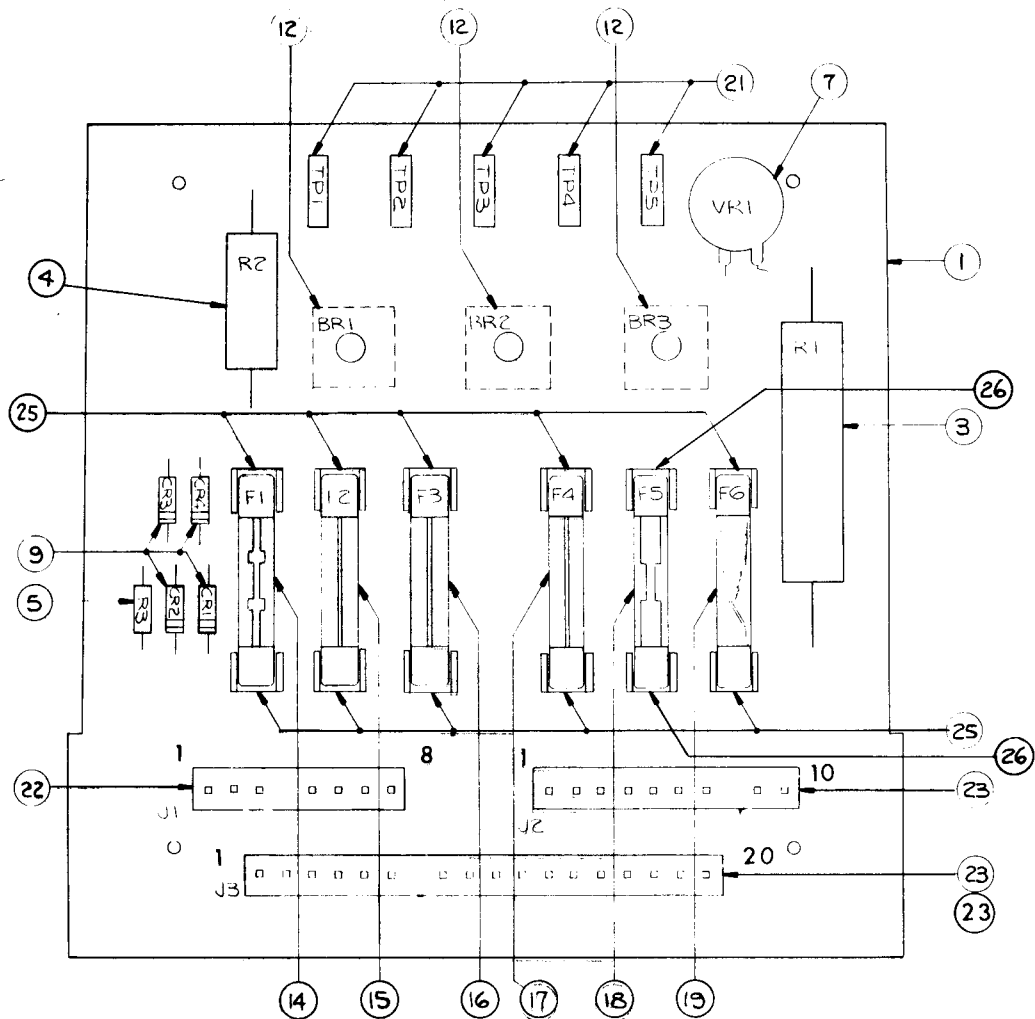 12 12 12
21 7
TP1 TP2 TP3 TP4 TP5
VR1
1
4 R2
BR1 BR2 BR3
R1
25 26
3
CR3 CR4
F1 F2 F3 F4 F5 F6
9
5 R3 CR2 CR1
25
1 8 1 10 26
22 23
J1 J2
1 20
J3 23
23
14 15 16 17 18 19